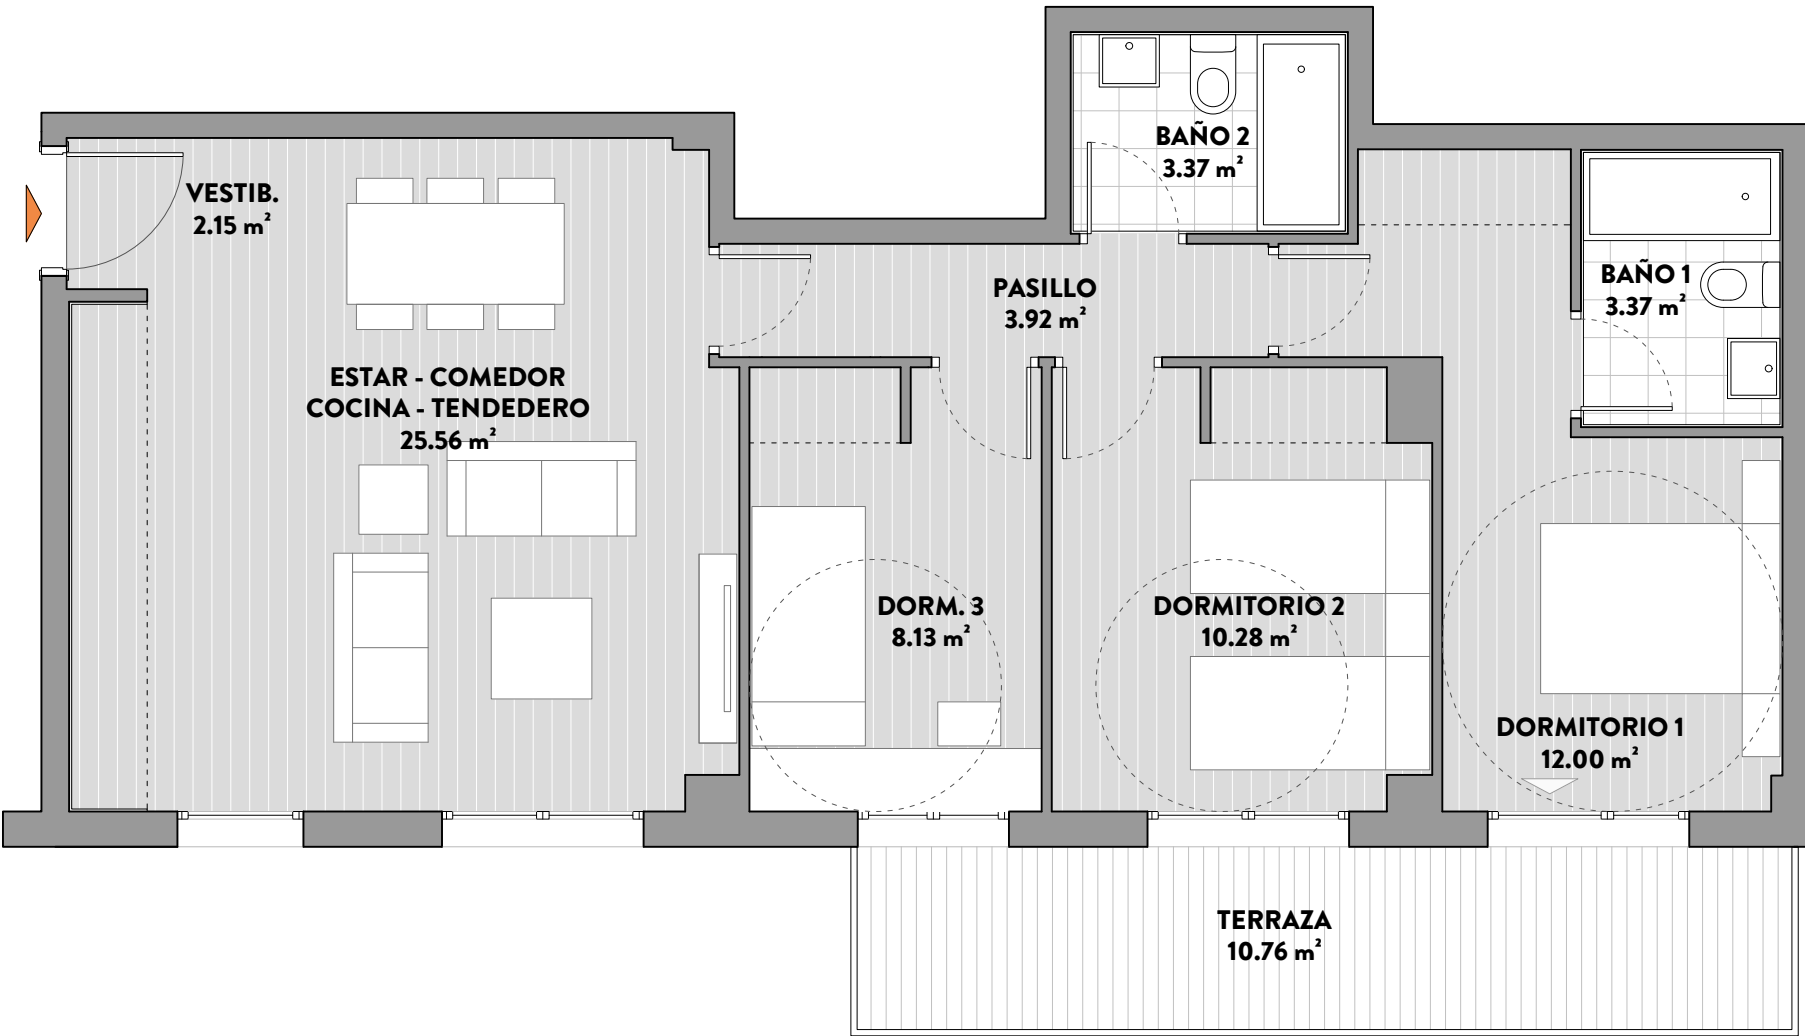 BAÑO 2
3.37 m²
VESTIB.
2.15 m²
PASILLO
3.92 m²
BAÑO 1
3.37 m²
ESTAR - COMEDOR
COCINA - TENDEDERO
25.56 m²
DORM. 3
8.13 m²
DORMITORIO 2
10.28 m²
DORMITORIO 1
12.00 m²
TERRAZA
10.76 m²